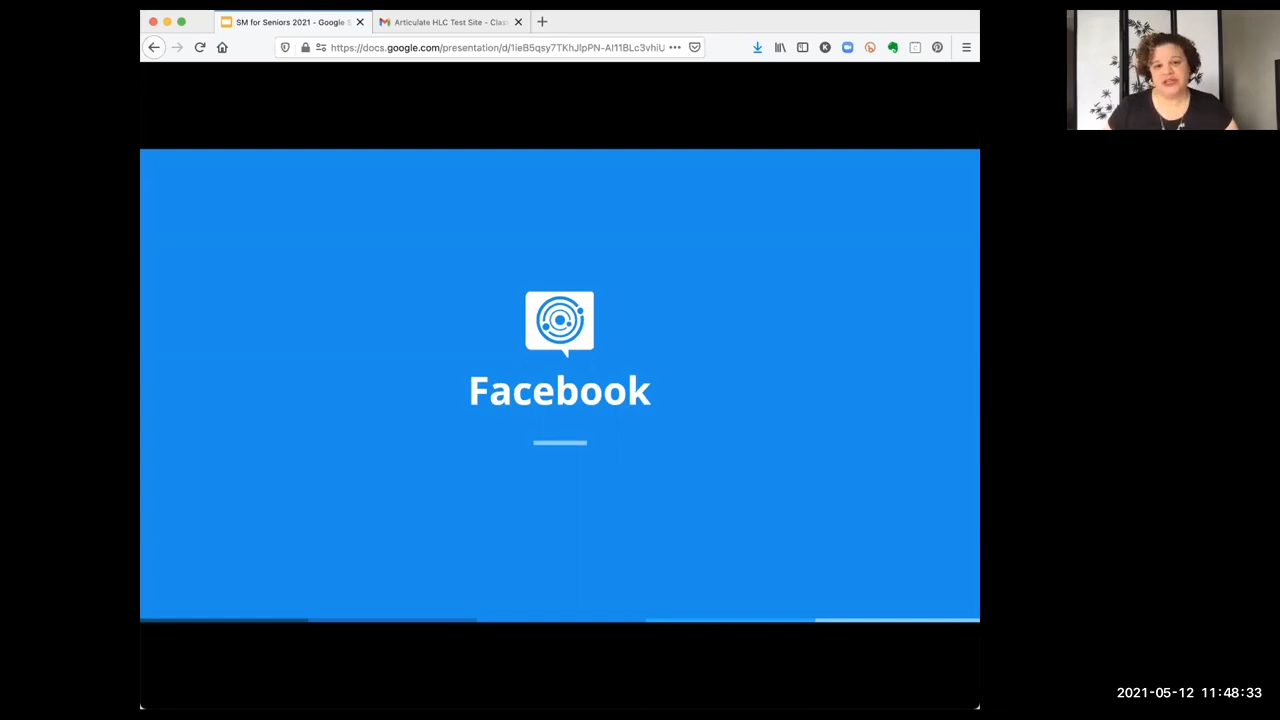 SM for Seniors 2021 - Google S
Articulate HLC Test Site - Clas
https://docs.google.com/presentation/d/1ieB5qsy7TKhJlpPN-AI11BLc3vhiU
Facebook
2021-05-12 11:48:33